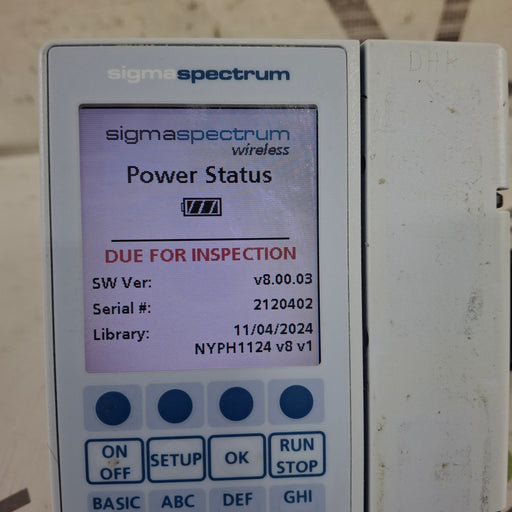 sigmaspectrum
DHK
sigmaspectrum
wireless
Power Status
DUE FOR INSPECTION
SW Ver: v8.00.03
Serial #: 2120402
Library: 11/04/2024
NYPH1124 v8 v1
ON OFF SETUP OK RUN STOP
BASIC ABC DEF GHI